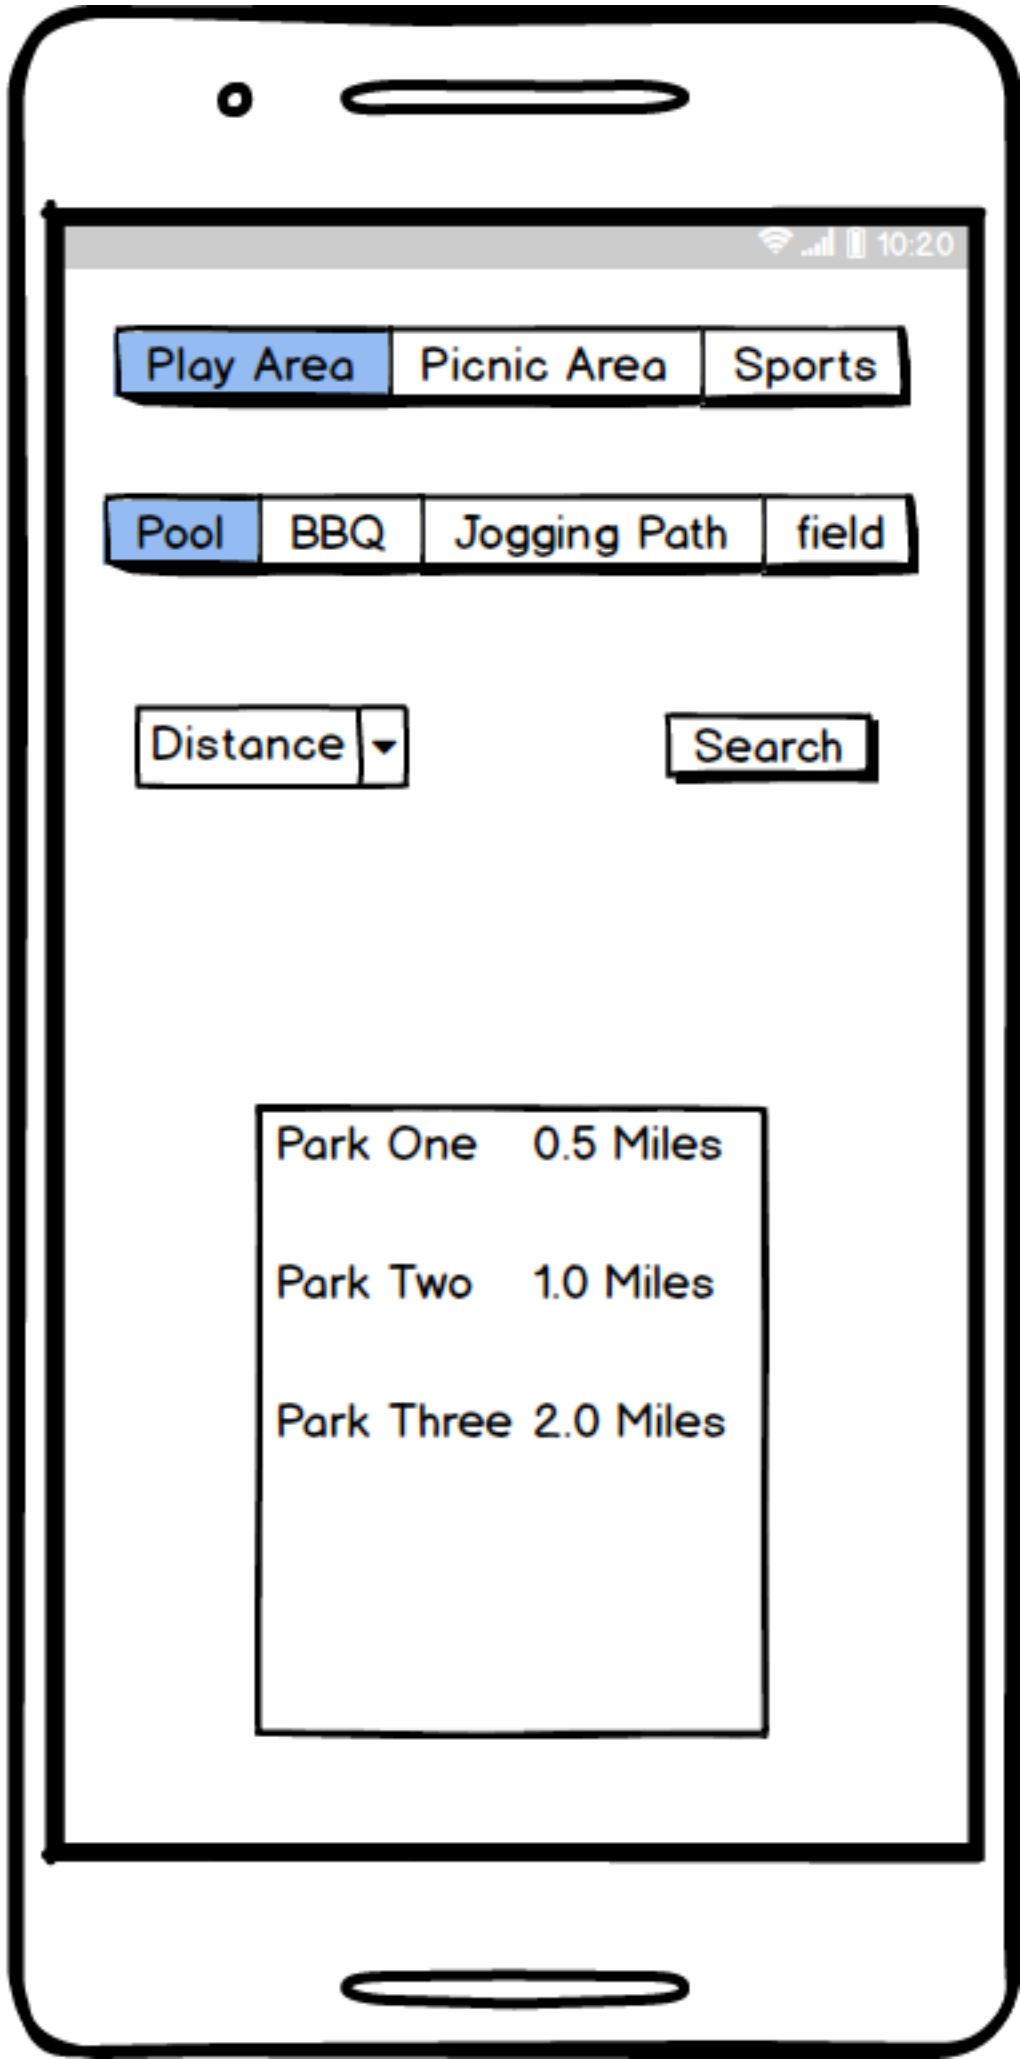 10:20
Play Area Picnic Area Sports
Pool BBQ Jogging Path field
Distance Search
Park One 0.5 Miles
Park Two 1.0 Miles
Park Three 2.0 Miles